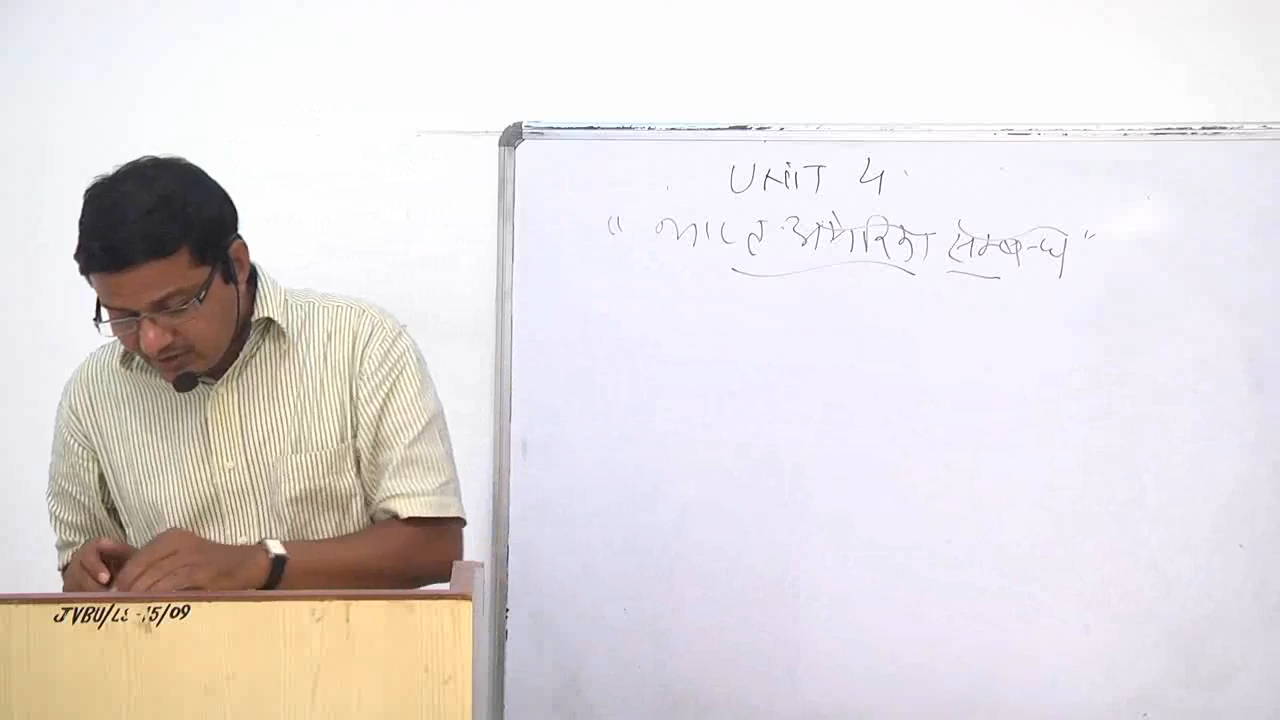 UNIT 4.
" भारत अमेरिका सम्बन्ध "
JVBU/LS-15/09